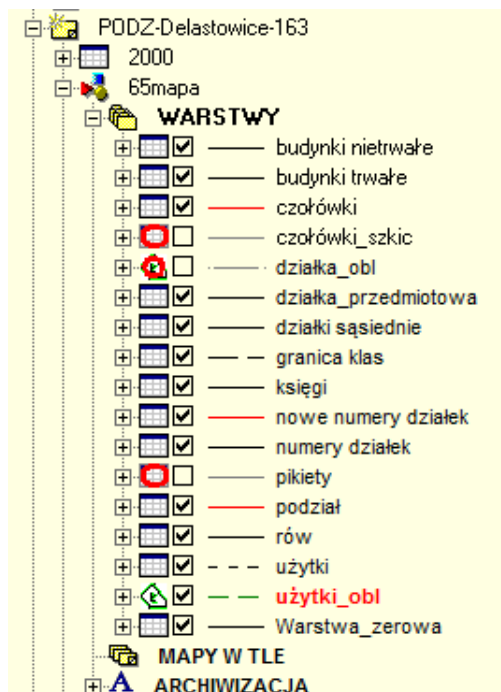 PODZ-Delastowice-163
2000
65mapa
WARSTWY
budynki nietrwałe
budynki trwałe
czołówki
czołówki_szkic
działka_obl
działka_przedmiotowa
działki sąsiednie
granica klas
księgi
nowe numery działek
numery działek
pikiety
podział
rów
użytki
użytki_obl
Warstwa_zerowa
MAPY W TLE
ARCHIWIZACJA